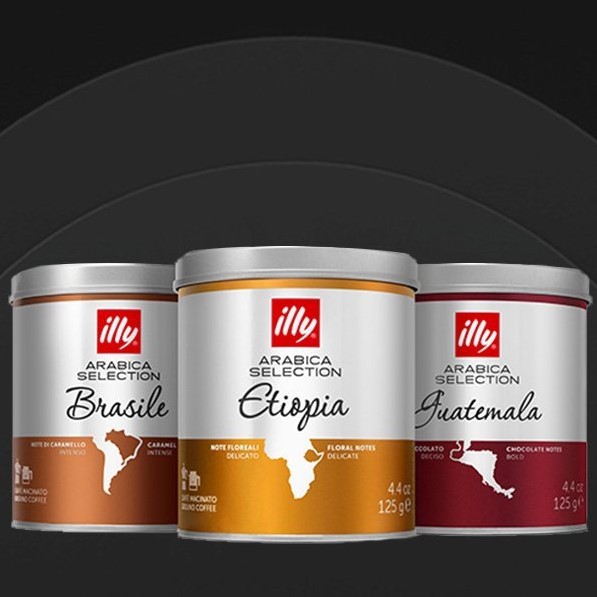 illy
ARABICA
SELECTION
Brasile
NOTE DI CARAMELLO
INTENSO
CARAMEL
INTENSE
CAFFÈ MACINATO
GROUND COFFEE
illy
ARABICA
SELECTION
Etiopia
NOTE FLOREALI
DELICATO
FLORAL NOTES
DELICATE
CAFFÈ MACINATO
GROUND COFFEE
4.4 oz
125 g e
illy
ARABICA
SELECTION
Guatemala
DECISO
CHOCOLATE NOTES
BOLD
4.4 oz
125 g